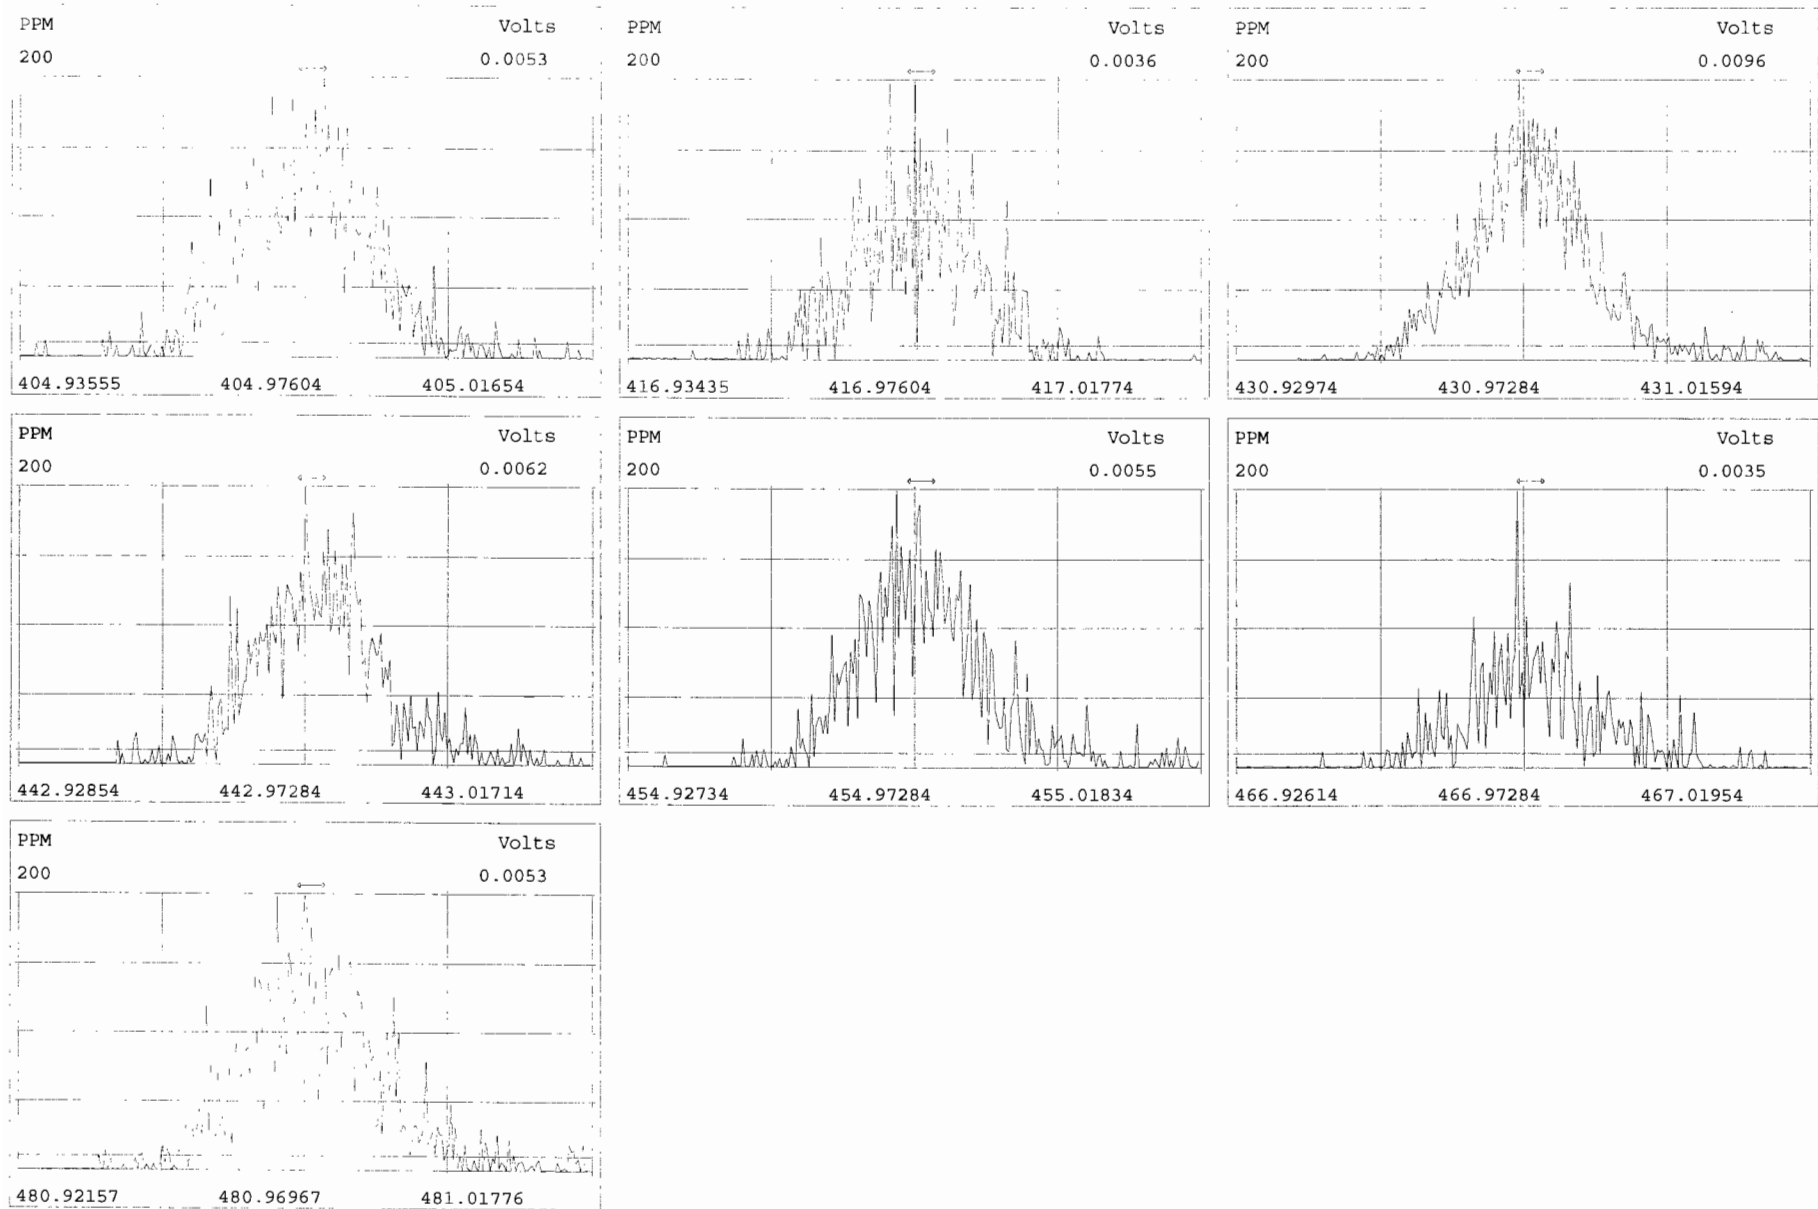 PPM Volts
200 0.0053
404.93555 404.97604 405.01654
PPM Volts
200 0.0036
416.93435 416.97604 417.01774
PPM Volts
200 0.0096
430.92974 430.97284 431.01594
PPM Volts
200 0.0062
442.92854 442.97284 443.01714
PPM Volts
200 0.0055
454.92734 454.97284 455.01834
PPM Volts
200 0.0035
466.92614 466.97284 467.01954
PPM Volts
200 0.0053
480.92157 480.96967 481.01776